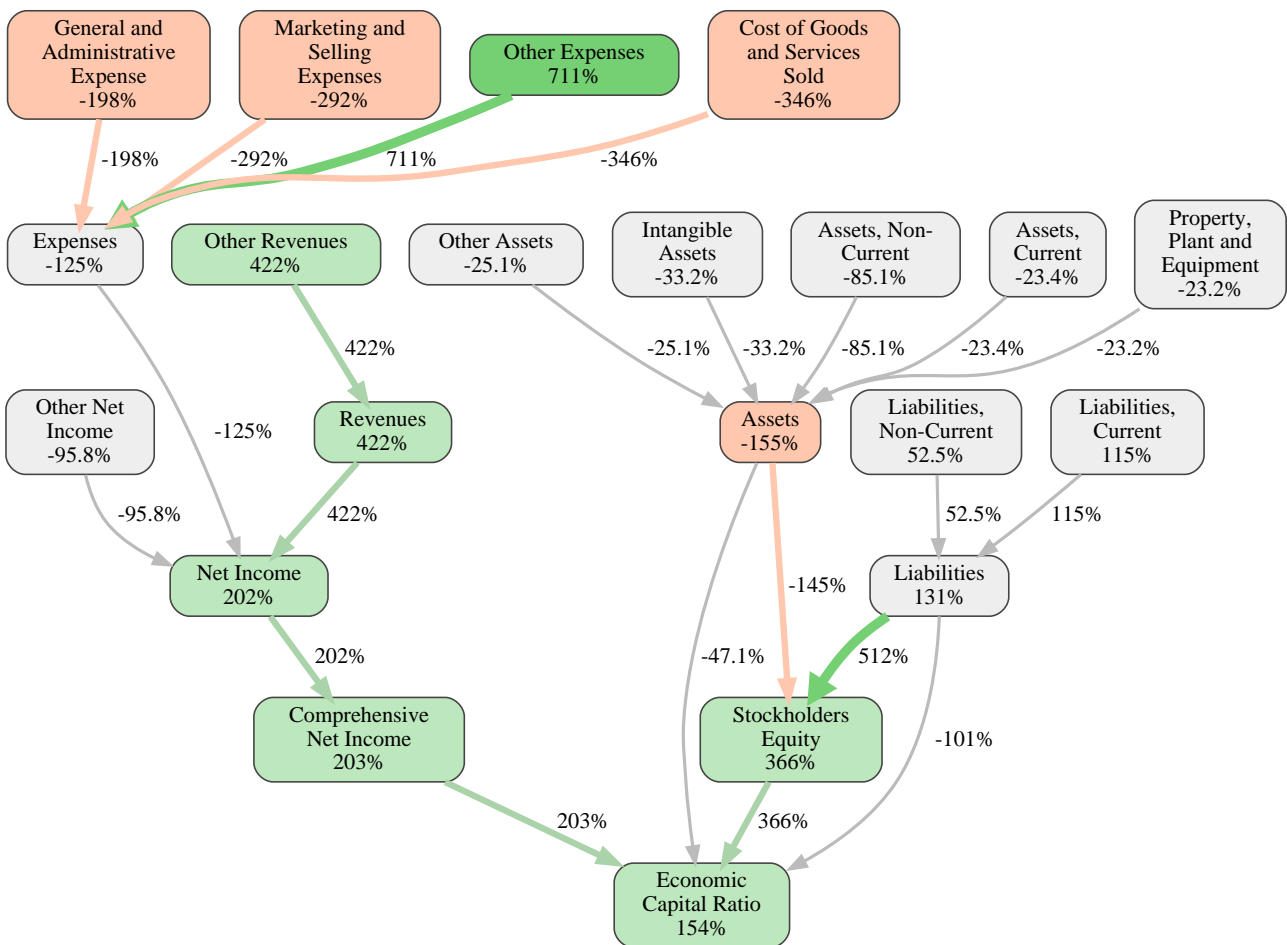 General and
Administrative
Expense
-198%
Marketing and
Selling
Expenses
-292%
Other Expenses
711%
Cost of Goods
and Services
Sold
-346%
-198%
-292%
711%
-346%
Expenses
-125%
Other Revenues
422%
Other Assets
-25.1%
Intangible
Assets
-33.2%
Assets, Non-
Current
-85.1%
Assets,
Current
-23.4%
Property,
Plant and
Equipment
-23.2%
422%
-25.1%
-33.2%
-85.1%
-23.4%
-23.2%
Other Net
Income
-95.8%
-125%
Revenues
422%
Assets
-155%
Liabilities,
Non-Current
52.5%
Liabilities,
Current
115%
-95.8%
422%
52.5%
115%
Net Income
202%
-145%
Liabilities
131%
202%
-47.1%
512%
Comprehensive
Net Income
203%
Stockholders
Equity
366%
-101%
203%
366%
Economic
Capital Ratio
154%